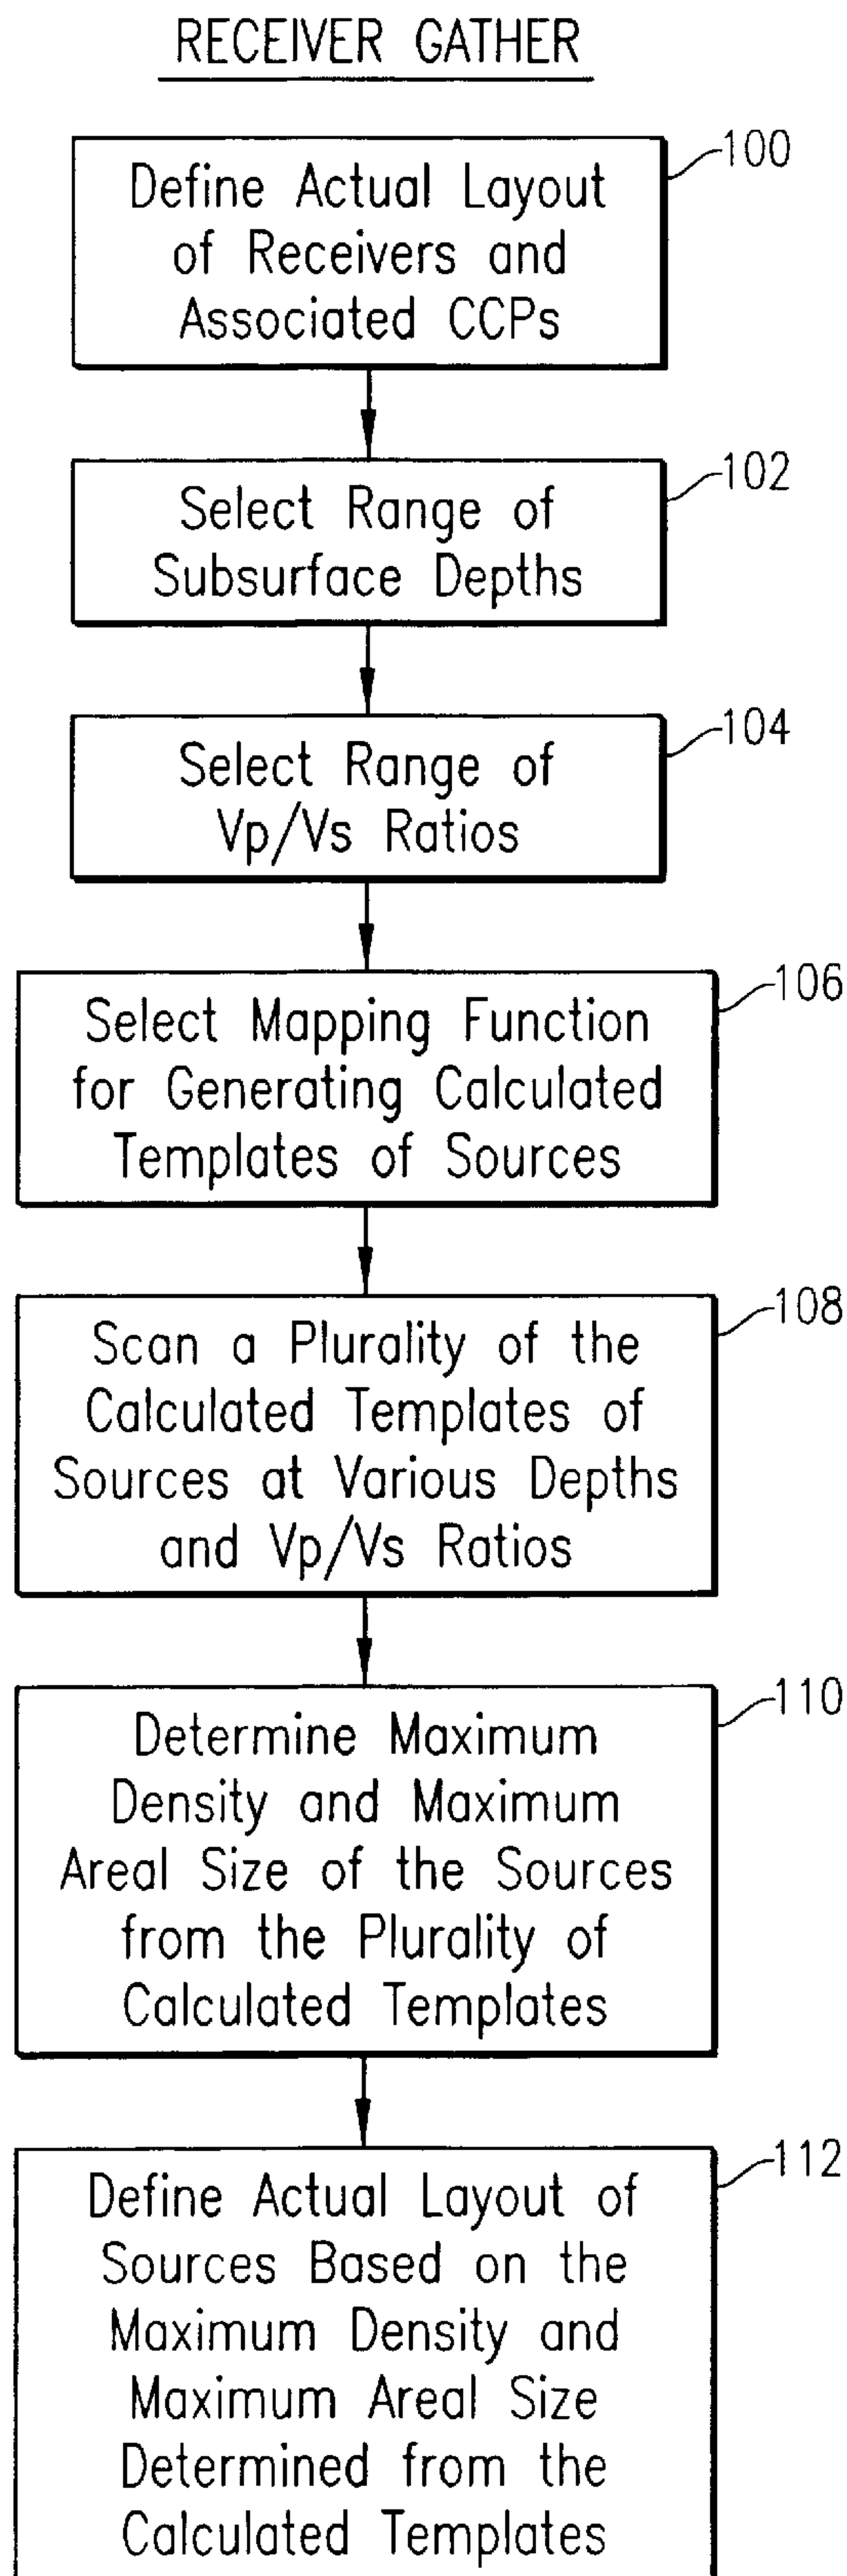 RECEIVER GATHER
100
Define Actual Layout
of Receivers and
Associated CCPs
102
Select Range of
Subsurface Depths
104
Select Range of
Vp/Vs Ratios
106
Select Mapping Function
for Generating Calculated
Templates of Sources
108
Scan a Plurality of the
Calculated Templates of
Sources at Various Depths
and Vp/Vs Ratios
110
Determine Maximum
Density and Maximum
Areal Size of the Sources
from the Plurality of
Calculated Templates
112
Define Actual Layout of
Sources Based on the
Maximum Density and
Maximum Areal Size
Determined from the
Calculated Templates